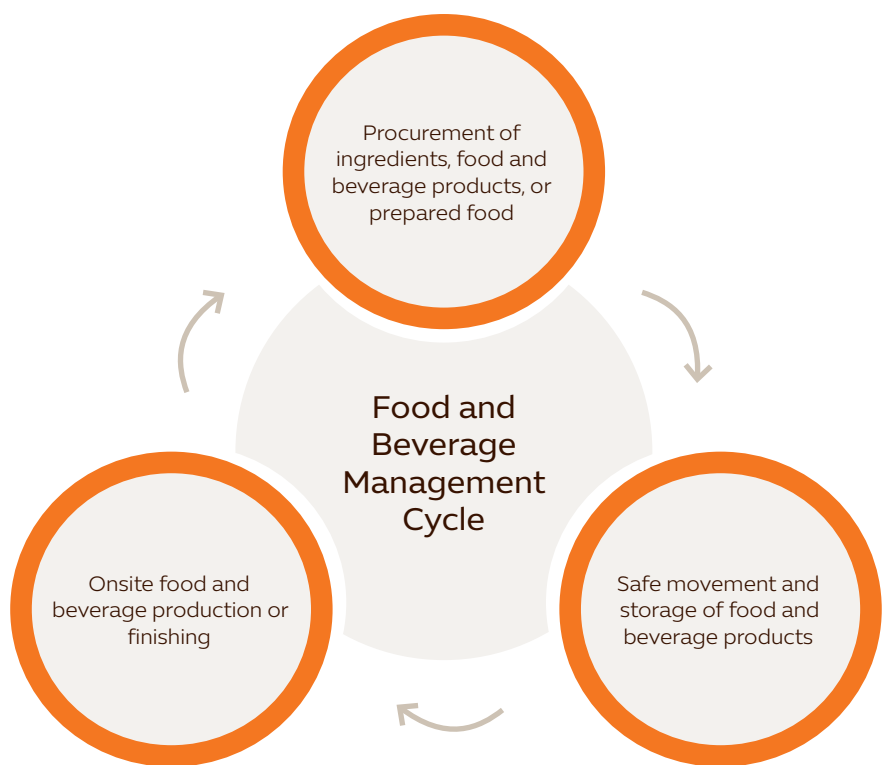 Procurement of
ingredients, food and
beverage products, or
prepared food
Food and
Beverage
Management
Cycle
Safe movement and
storage of food and
beverage products
Onsite food and
beverage production or
finishing